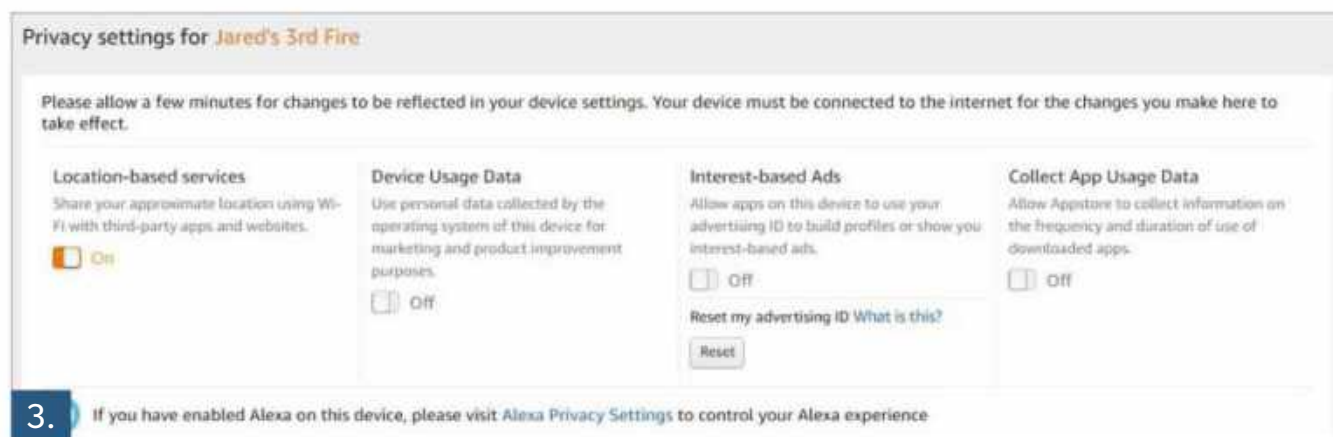 Privacy settings for Jared's 3rd Fire
Please allow a few minutes for changes to be reflected in your device settings. Your device must be connected to the internet for the changes you make here to
take effect.
Location-based services
Share your approximate location using Wi-
Fi with third-party apps and websites.
On
Device Usage Data
Use personal data collected by the
operating system of this device for
marketing and product improvement
purposes.
Off
Interest-based Ads
Allow apps on this device to use your
advertising ID to build profiles or show you
interest-based ads.
Off
Reset my advertising ID What is this?
Reset
Collect App Usage Data
Allow Appstore to collect information on
the frequency and duration of use of
downloaded apps.
Off
3.
If you have enabled Alexa on this device, please visit Alexa Privacy Settings to control your Alexa experience